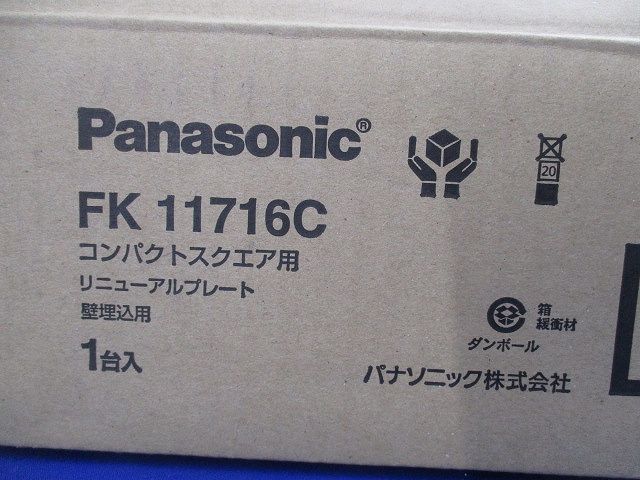 Panasonic®
FK 11716C
コンパクトスクエア用
リニューアルプレート
壁埋込用
1台入
20
箱
緩衝材
ダンボール
パナソニック株式会社